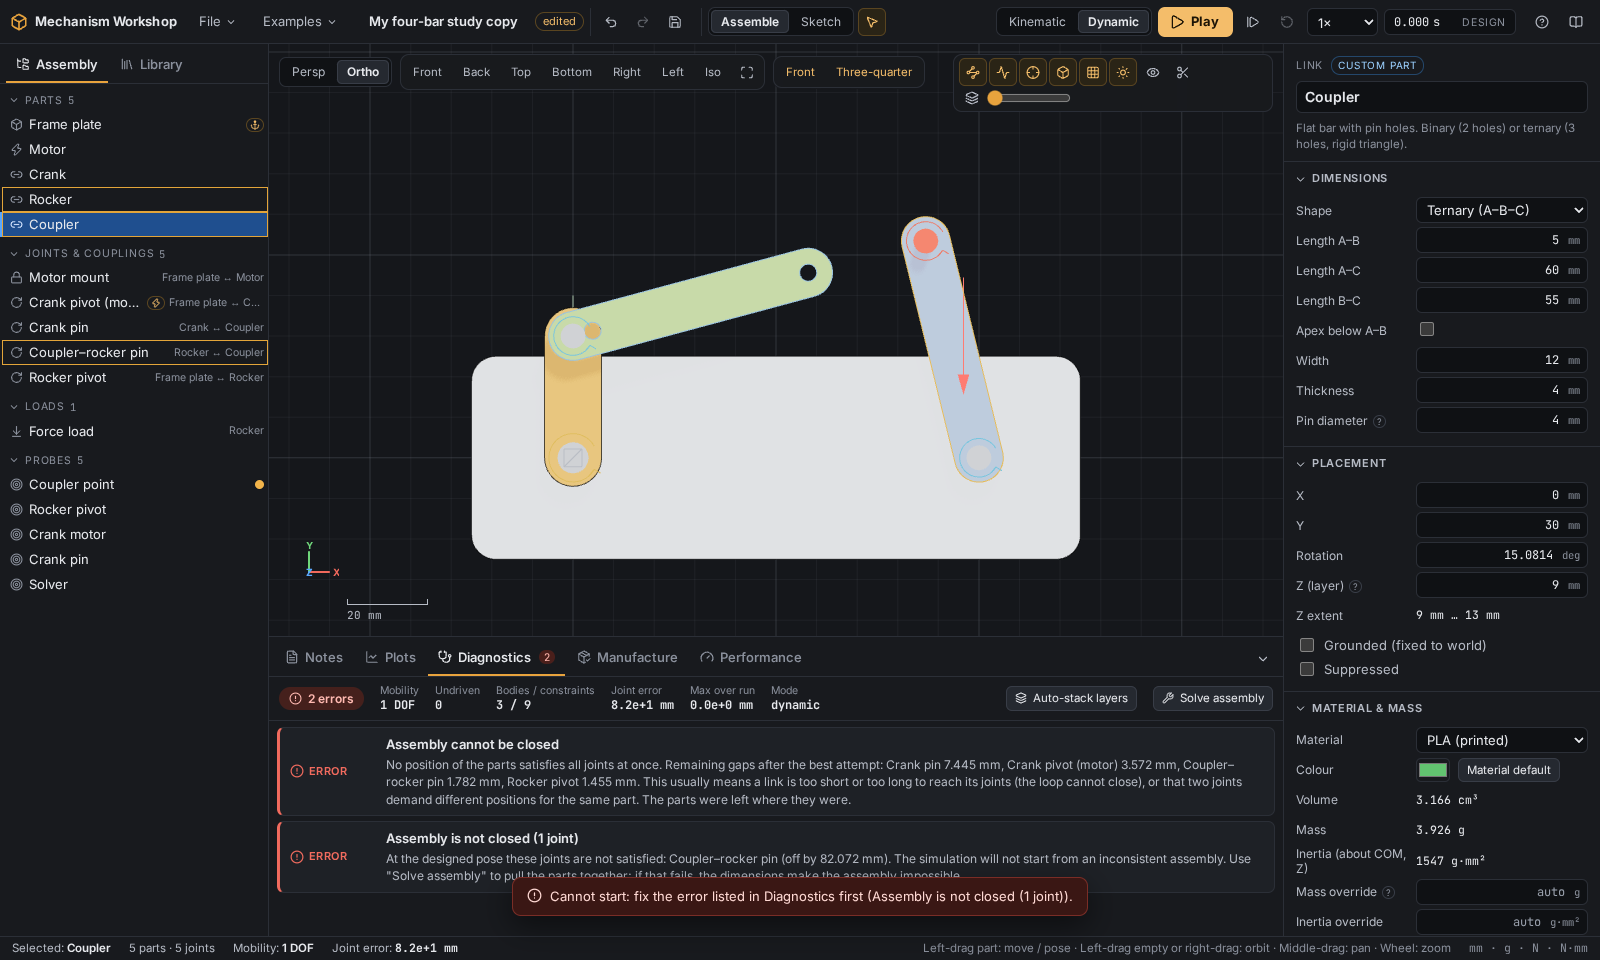 Mechanism Workshop
File
Examples
My four-bar study copy
edited
Assemble
Sketch
Kinematic
Dynamic
Play
1×
0.000 s
DESIGN
Assembly
Library
PARTS 5
Frame plate
Motor
Crank
Rocker
Coupler
JOINTS & COUPLINGS 5
Motor mount Frame plate ↔ Motor
Crank pivot (mo... Frame plate ↔ C...
Crank pin Crank ↔ Coupler
Coupler–rocker pin Rocker ↔ Coupler
Rocker pivot Frame plate ↔ Rocker
LOADS 1
Force load Rocker
PROBES 5
Coupler point
Rocker pivot
Crank motor
Crank pin
Solver
Persp
Ortho
Front
Back
Top
Bottom
Right
Left
Iso
Front
Three-quarter
Y
Z X
20 mm
Notes
Plots
Diagnostics 2
Manufacture
Performance
2 errors
Mobility
1 DOF
Undriven
0
Bodies / constraints
3 / 9
Joint error
8.2e+1 mm
Max over run
0.0e+0 mm
Mode
dynamic
Auto-stack layers
Solve assembly
ERROR
Assembly cannot be closed
No position of the parts satisfies all joints at once. Remaining gaps after the best attempt: Crank pin 7.445 mm, Crank pivot (motor) 3.572 mm, Coupler–
rocker pin 1.782 mm, Rocker pivot 1.455 mm. This usually means a link is too short or too long to reach its joints (the loop cannot close), or that two joints
demand different positions for the same part. The parts were left where they were.
ERROR
Assembly is not closed (1 joint)
At the designed pose these joints are not satisfied: Coupler–rocker pin (off by 82.072 mm). The simulation will not start from an inconsistent assembly. Use
"Solve assembly" to pull the parts together; if that fails, the dimensions make the assembly impossible.
Cannot start: fix the error listed in Diagnostics first (Assembly is not closed (1 joint)).
LINK CUSTOM PART
Coupler
Flat bar with pin holes. Binary (2 holes) or ternary (3
holes, rigid triangle).
DIMENSIONS
Shape Ternary (A–B–C)
Length A–B 5 mm
Length A–C 60 mm
Length B–C 55 mm
Apex below A–B
Width 12 mm
Thickness 4 mm
Pin diameter ? 4 mm
PLACEMENT
X 0 mm
Y 30 mm
Rotation 15.0814 deg
Z (layer) ? 9 mm
Z extent 9 mm … 13 mm
Grounded (fixed to world)
Suppressed
MATERIAL & MASS
Material PLA (printed)
Colour Material default
Volume 3.166 cm³
Mass 3.926 g
Inertia (about COM, Z) 1547 g·mm²
Mass override ? auto g
Inertia override auto g·mm²
Selected: Coupler
5 parts · 5 joints
Mobility: 1 DOF
Joint error: 8.2e+1 mm
Left-drag part: move / pose · Left-drag empty or right-drag: orbit · Middle-drag: pan · Wheel: zoom
mm · g · N · N·mm